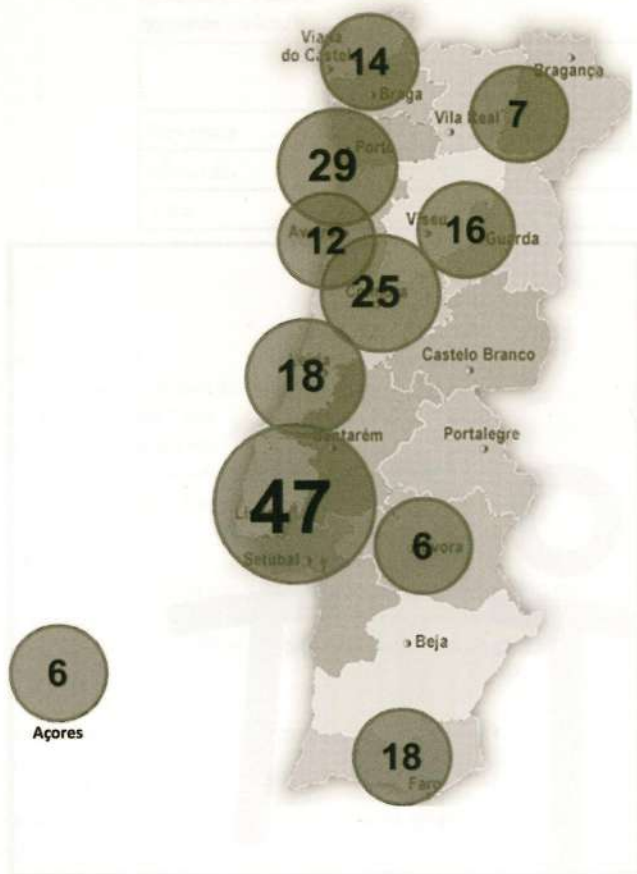 Viana
do Castelo
14
Braga
Bragança
Vila Real
7
Porto
29
12
Viseu
16
Guarda
25
Castelo Branco
18
Santarém
Portalegre
47
Setúbal
6
Évora
Beja
6
Açores
18
Faro